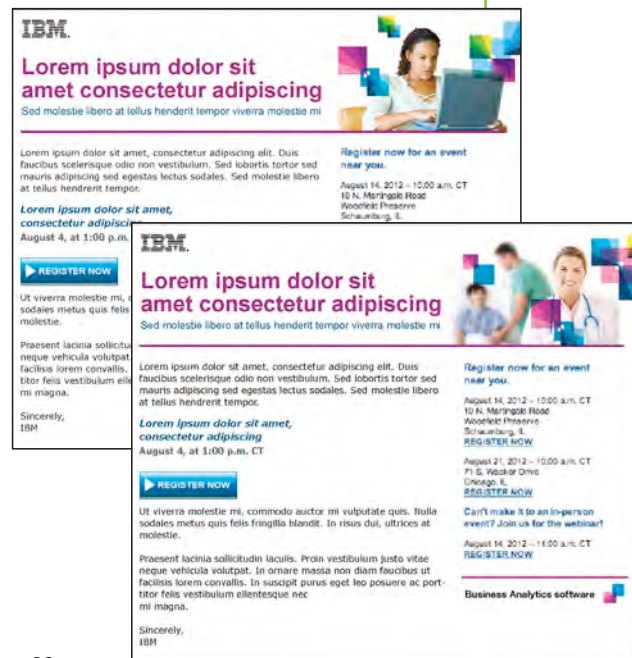 IBM.
Lorem ipsum dolor sit
amet consectetur adipiscing
Sed molestie libero at tellus henderit tempor viverra molestie mi
Lorem ipsum dolor sit amet, consectetur adipiscing elit. Duis
faucibus scelerisque odio non vestibulum. Sed lobortis tortor sed
mauris adipiscing sed egestas lectus sodales. Sed molestie libero
at tellus hendrerit tempor.
Lorem ipsum dolor sit amet,
consectetur adipiscing
August 4, at 1:00 p.m.
REGISTER NOW
Ut viverra molestie mi,
sodales metus quis felis
molestie.
Praesent lacinia sollicitu
neque vehicula volutpat
facilisis lorem convallis.
titor felis vestibulum elle
mi magna.
Sincerely,
IBM
Register now for an event
near you.
August 14, 2012 – 10:00 a.m. CT
10 N. Martingale Road
Woodfield Preserve
Schaumburg, IL
IBM.
Lorem ipsum dolor sit
amet consectetur adipiscing
Sed molestie libero at tellus henderit tempor viverra molestie mi
Lorem ipsum dolor sit amet, consectetur adipiscing elit. Duis
faucibus scelerisque odio non vestibulum. Sed lobortis tortor sed
mauris adipiscing sed egestas lectus sodales. Sed molestie libero
at tellus hendrerit tempor.
Lorem ipsum dolor sit amet,
consectetur adipiscing
August 4, at 1:00 p.m. CT
REGISTER NOW
Ut viverra molestie mi, commodo auctor mi vulputate quis. Nulla
sodales metus quis felis fringilla blandit. In risus dui, ultrices at
molestie.
Praesent lacinia sollicitudin iaculis. Proin vestibulum justo vitae
neque vehicula volutpat. In ornare massa non diam faucibus ut
facilisis lorem convallis. In suscipit purus eget leo posuere ac port-
titor felis vestibulum ellentesque nec
mi magna.
Sincerely,
IBM
Register now for an event
near you.
August 14, 2012 – 10:00 a.m. CT
10 N. Martingale Road
Woodfield Preserve
Schaumburg, IL
REGISTER NOW
August 21, 2012 – 10:00 a.m. CT
71 S. Wacker Drive
Chicago, IL
REGISTER NOW
Can't make it to an in-person
event? Join us for the webinar!
August 14, 2012 – 10:00 a.m. CT
REGISTER NOW
Business Analytics software